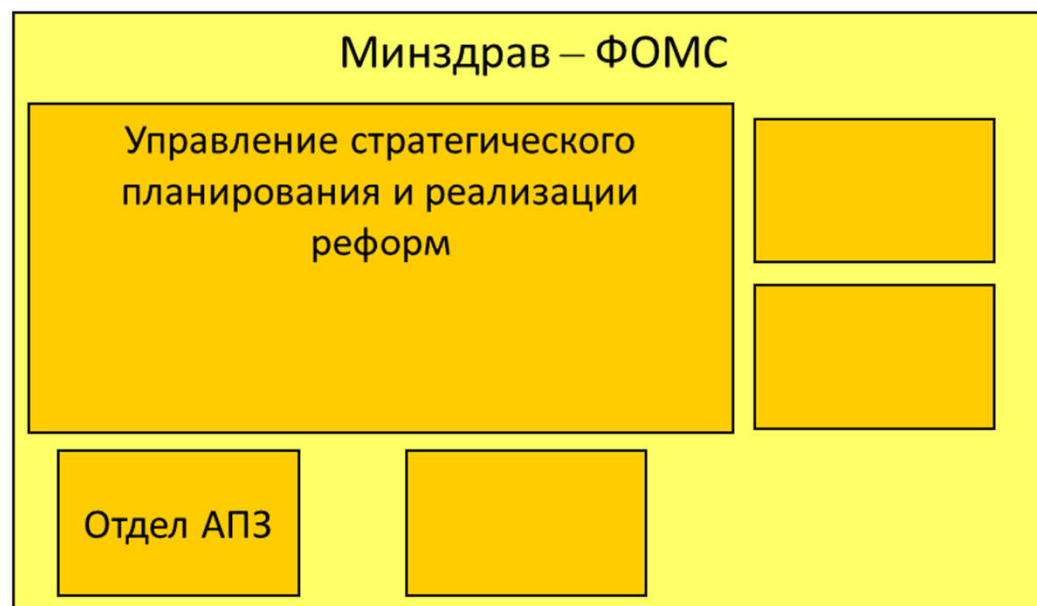 Минздрав – ФОМС
Управление стратегического
планирования и реализации
реформ
Отдел АПЗ